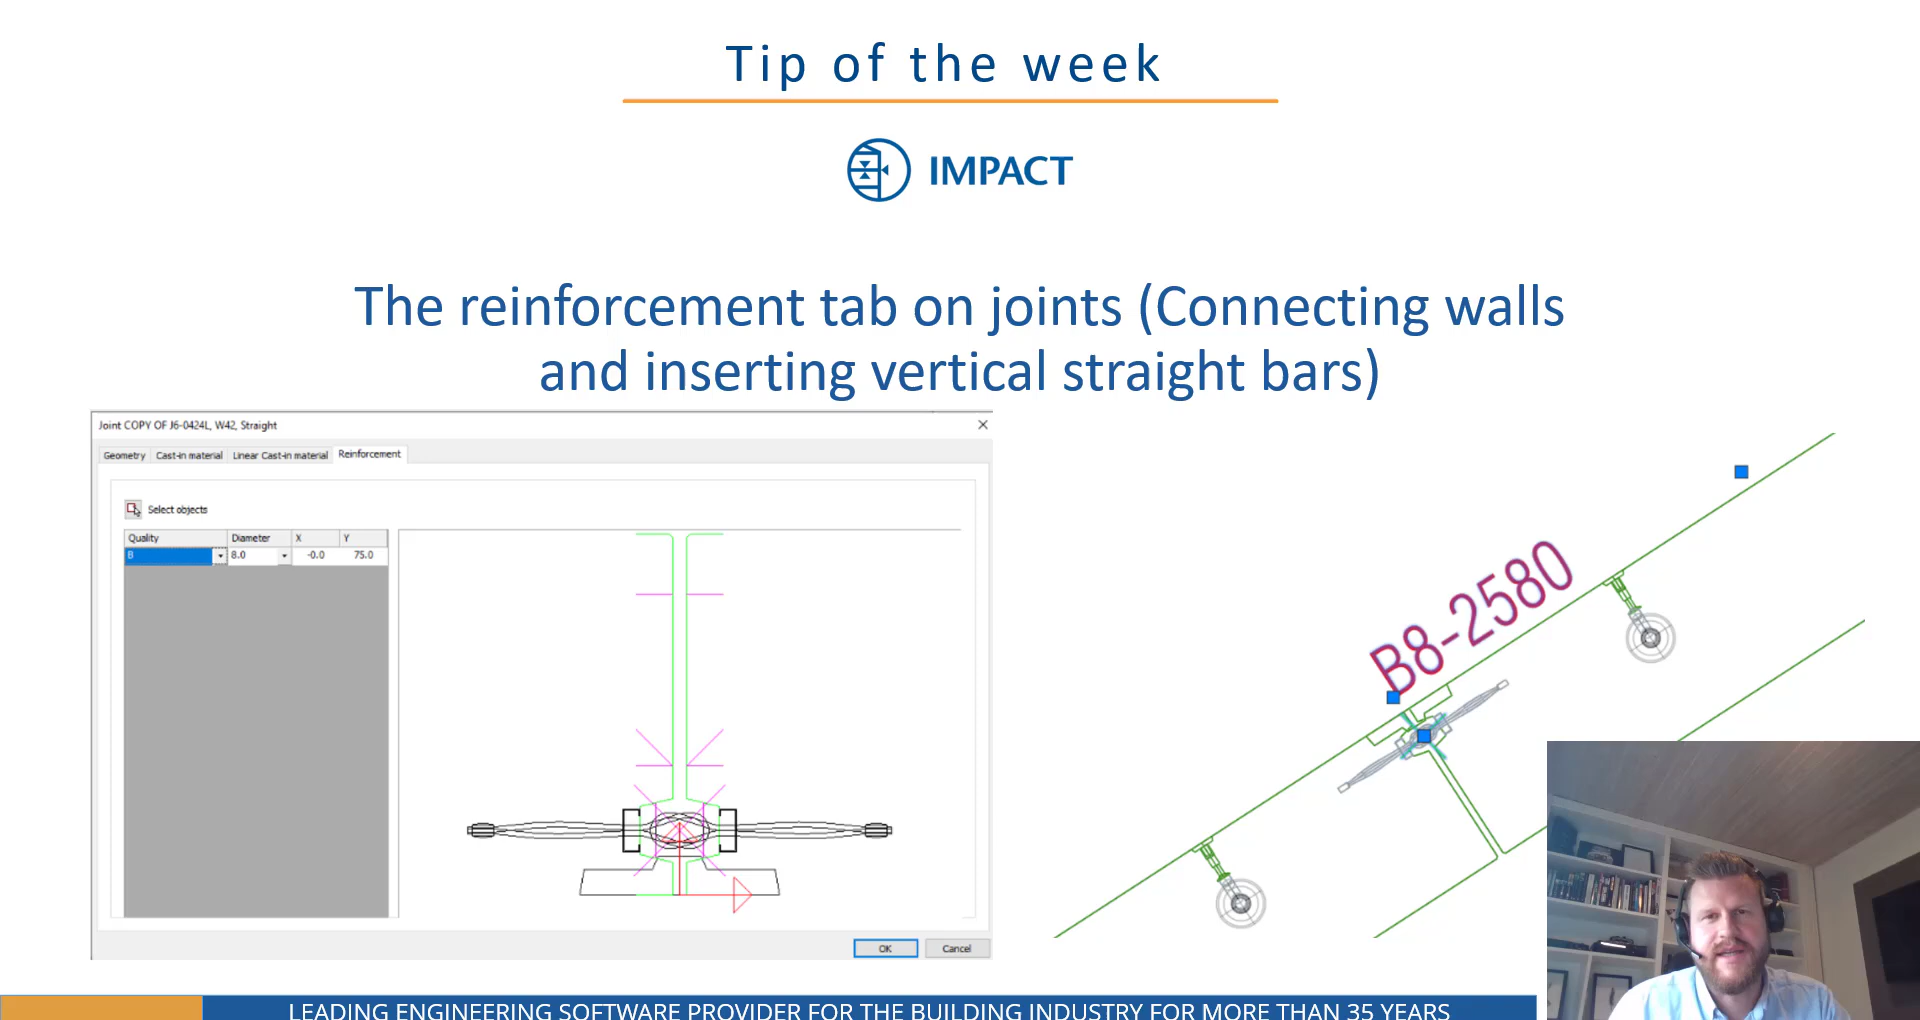 Tip of the week
IMPACT
The reinforcement tab on joints (Connecting walls
and inserting vertical straight bars)
Joint COPY OF J6-0424L, W42, Straight
Geometry Cast-in material Linear Cast-in material Reinforcement
Select objects
Quality Diameter X Y
B 8.0 -0.0 75.0
OK Cancel
B8-2580
LEADING ENGINEERING SOFTWARE PROVIDER FOR THE BUILDING INDUSTRY FOR MORE THAN 35 YEARS